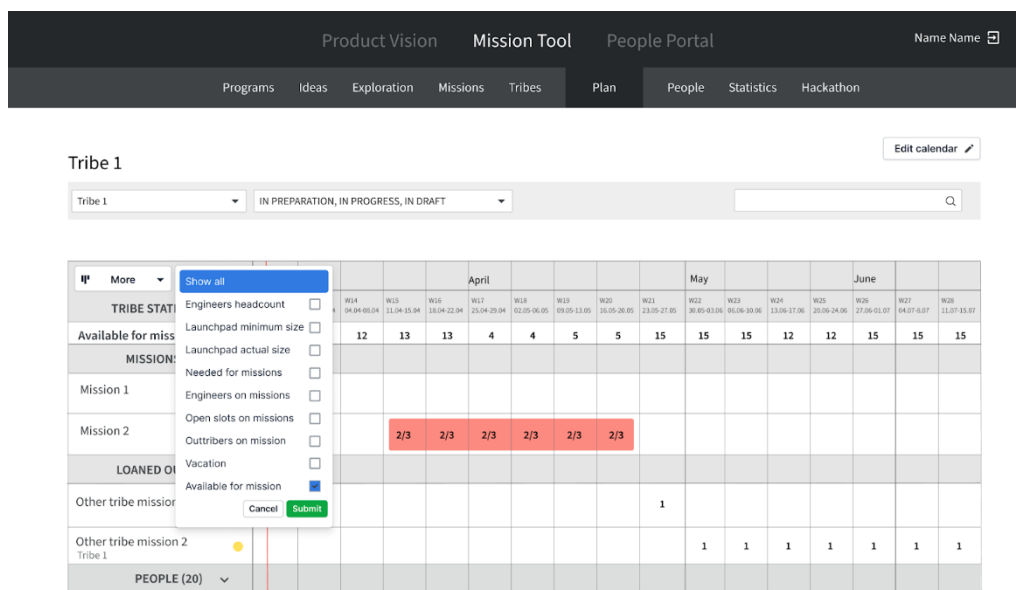 Product Vision Mission Tool People Portal Name Name
Programs Ideas Exploration Missions Tribes Plan People Statistics Hackathon
Edit calendar
Tribe 1
Tribe 1 IN PREPARATION, IN PROGRESS, IN DRAFT
More Show all April May June
Engineers headcount
W14 W15 W16 W17 W18 W19 W20 W21 W22 W23 W24 W25 W26 W27 W28
04.04-08.04 11.04-15.04 18.04-22.04 25.04-29.04 02.05-06.05 09.05-13.05 16.05-20.05 23.05-27.05 30.05-03.06 06.06-10.06 13.06-17.06 20.06-24.06 27.06-01.07 04.07-8.07 11.07-15.07
TRIBE STATI
Launchpad minimum size
Available for miss 12 13 13 4 4 5 5 15 15 15 12 12 15 15 15
Launchpad actual size
MISSIONS
Needed for missions
Mission 1
Engineers on missions
Open slots on missions
Mission 2 2/3 2/3 2/3 2/3 2/3 2/3
Outtribers on mission
Vacation
LOANED OU
Available for mission
Other tribe mission 1
Cancel Submit
Other tribe mission 2 1 1 1 1 1 1 1
Tribe 1
PEOPLE (20)